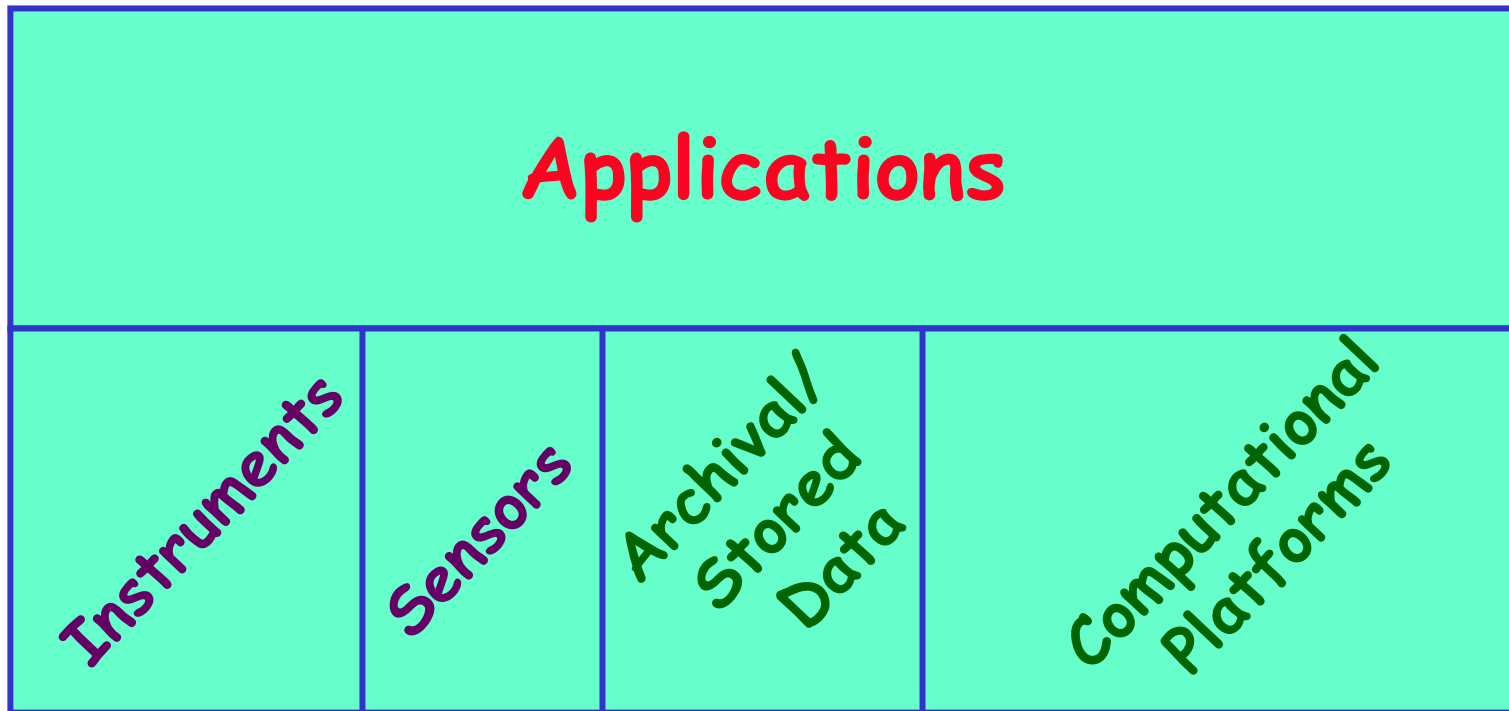 Applications
Instruments
Sensors
Archival/
Stored
Data
Computational
Platforms